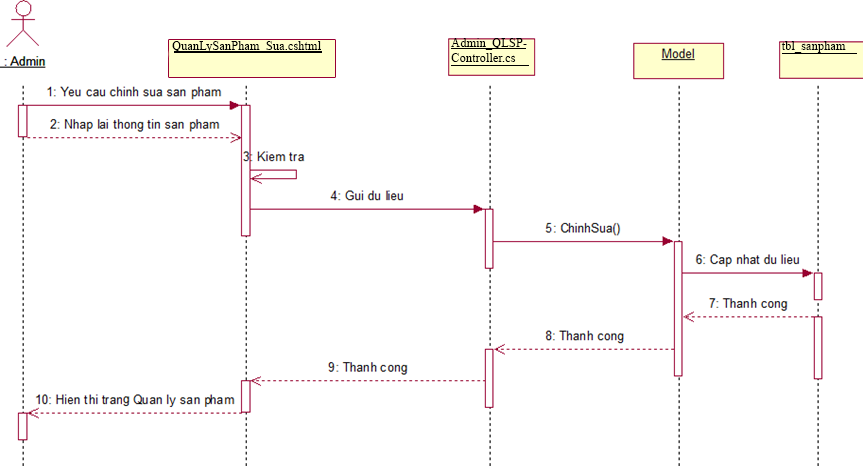 : Admin
QuanLySanPham_Sua.cshtml
Admin_QLSP-
Controller.cs
Model
tbl_sanpham
1: Yeu cau chinh sua san pham
2: Nhap lai thong tin san pham
3: Kiem tra
4: Gui du lieu
5: ChinhSua()
6: Cap nhat du lieu
7: Thanh cong
8: Thanh cong
9: Thanh cong
10: Hien thi trang Quan ly san pham